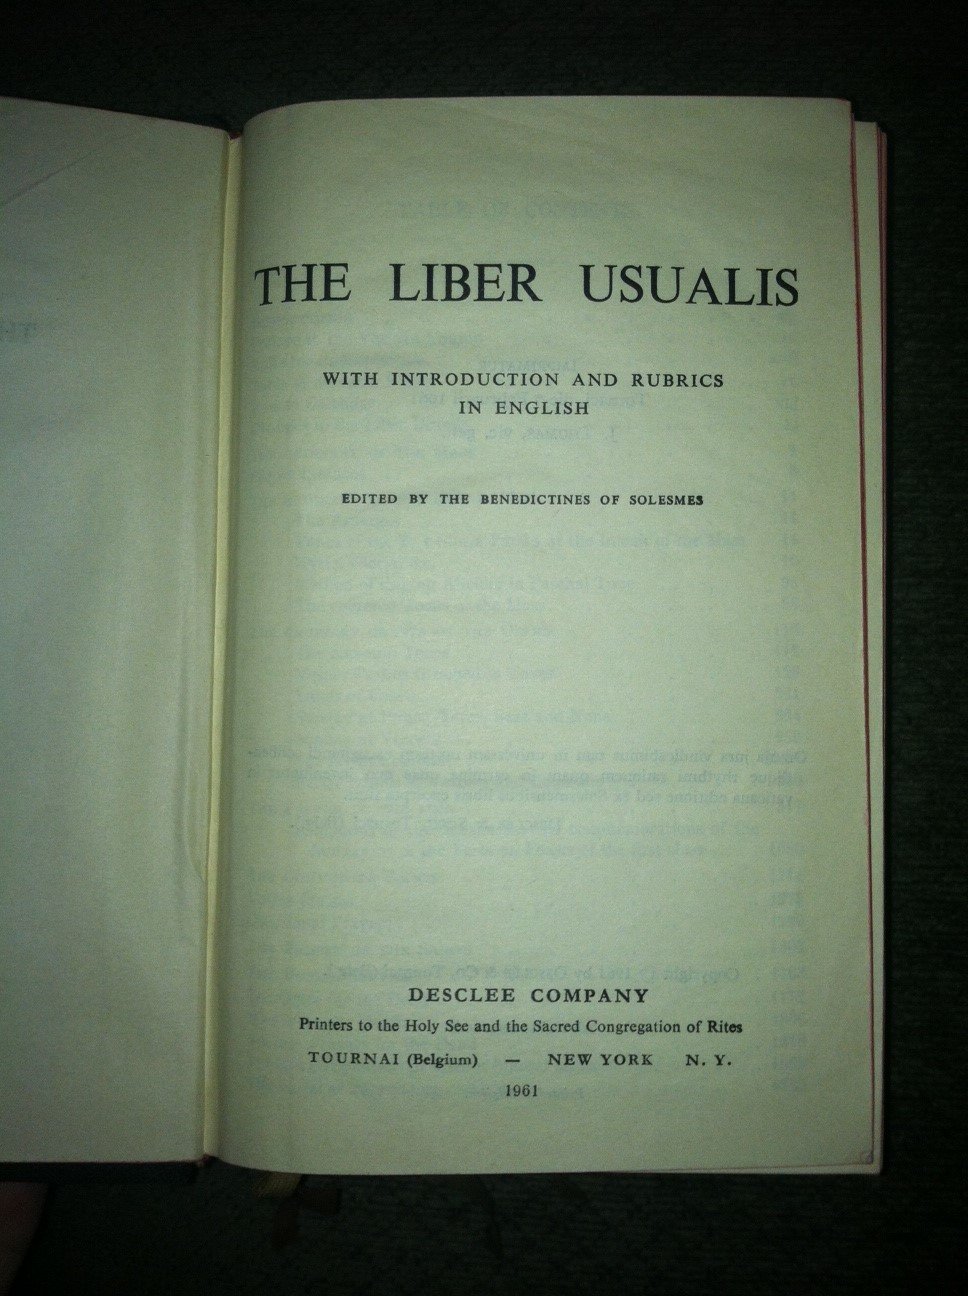 THE LIBER USUALIS
WITH INTRODUCTION AND RUBRICS
IN ENGLISH
EDITED BY THE BENEDICTINES OF SOLESMES
DESCLEE COMPANY
Printers to the Holy See and the Sacred Congregation of Rites
TOURNAI (Belgium) — NEW YORK N. Y.
1961